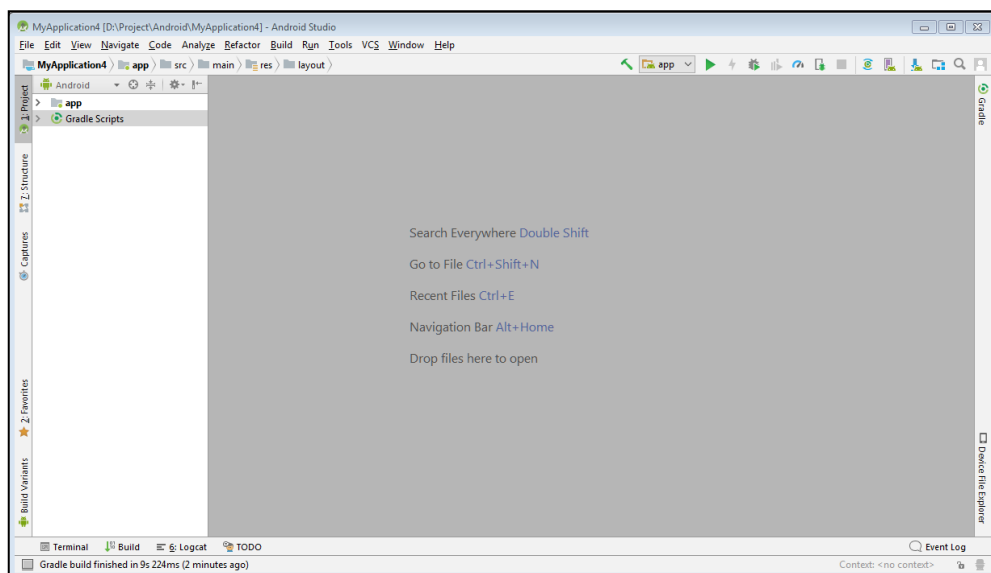 MyApplication4 [D:\Project\Android\MyApplication4] - Android Studio
File Edit View Navigate Code Analyze Refactor Build Run Tools VCS Window Help
MyApplication4 app src main res layout
app
1: Project
Android
app
Gradle Scripts
Gradle
7: Structure
Captures
Search Everywhere Double Shift
Go to File Ctrl+Shift+N
Recent Files Ctrl+E
Navigation Bar Alt+Home
Drop files here to open
2: Favorites
Build Variants
Device File Explorer
Terminal Build 6: Logcat TODO
Event Log
Gradle build finished in 9s 224ms (2 minutes ago)
Context: <no context>